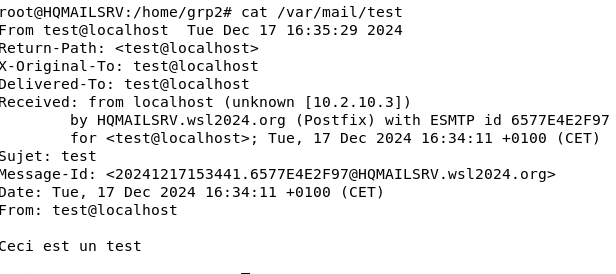 root@HQMAILSRV:/home/grp2# cat /var/mail/test
From test@localhost  Tue Dec 17 16:35:29 2024
Return-Path: <test@localhost>
X-Original-To: test@localhost
Delivered-To: test@localhost
Received: from localhost (unknown [10.2.10.3])
        by HQMAILSRV.wsl2024.org (Postfix) with ESMTP id 6577E4E2F97
        for <test@localhost>; Tue, 17 Dec 2024 16:34:11 +0100 (CET)
Sujet: test
Message-Id: <20241217153441.6577E4E2F97@HQMAILSRV.wsl2024.org>
Date: Tue, 17 Dec 2024 16:34:11 +0100 (CET)
From: test@localhost

Ceci est un test